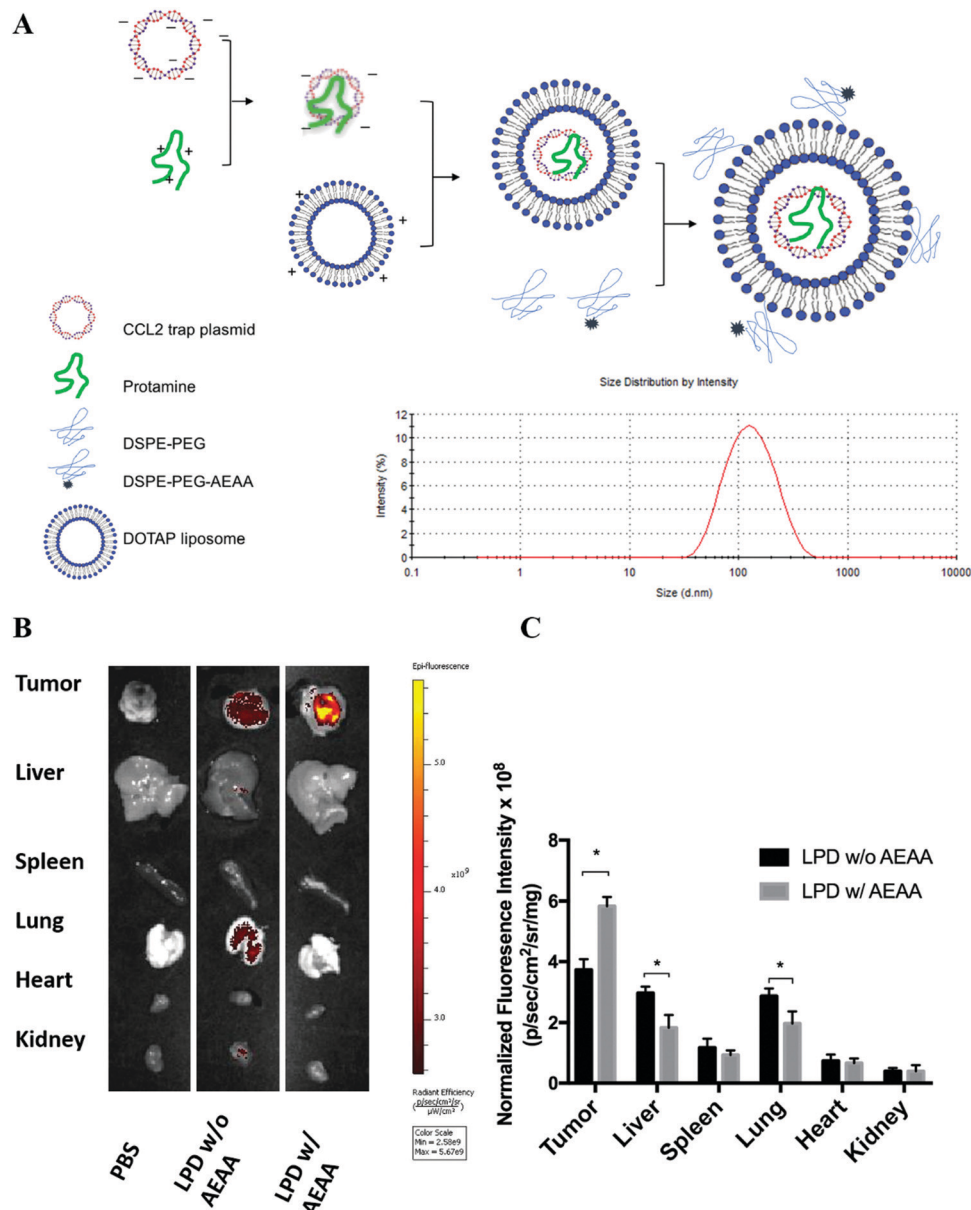 A
CCL2 trap plasmid
Protamine
DSPE-PEG
DSPE-PEG-AEAA
DOTAP liposome
Size Distribution by Intensity
Intensity (%)
12
10
8
6
4
2
0
0.1 1 10 100 1000 10000
Size (d.nm)
B
Tumor
Liver
Spleen
Lung
Heart
Kidney
PBS
LPD w/o AEAA
LPD w/ AEAA
Epi-fluorescence
5.0
x10⁹
4.0
3.0
Radiant Efficiency
(p/sec/cm²/sr / µW/cm²)
Color Scale
Min = 2.58e9
Max = 5.67e9
C
Normalized Fluoresence Intensity x 10⁸
(p/sec/cm²/sr/mg)
8
6
4
2
0
* * *
LPD w/o AEAA
LPD w/ AEAA
Tumor
Liver
Spleen
Lung
Heart
Kidney